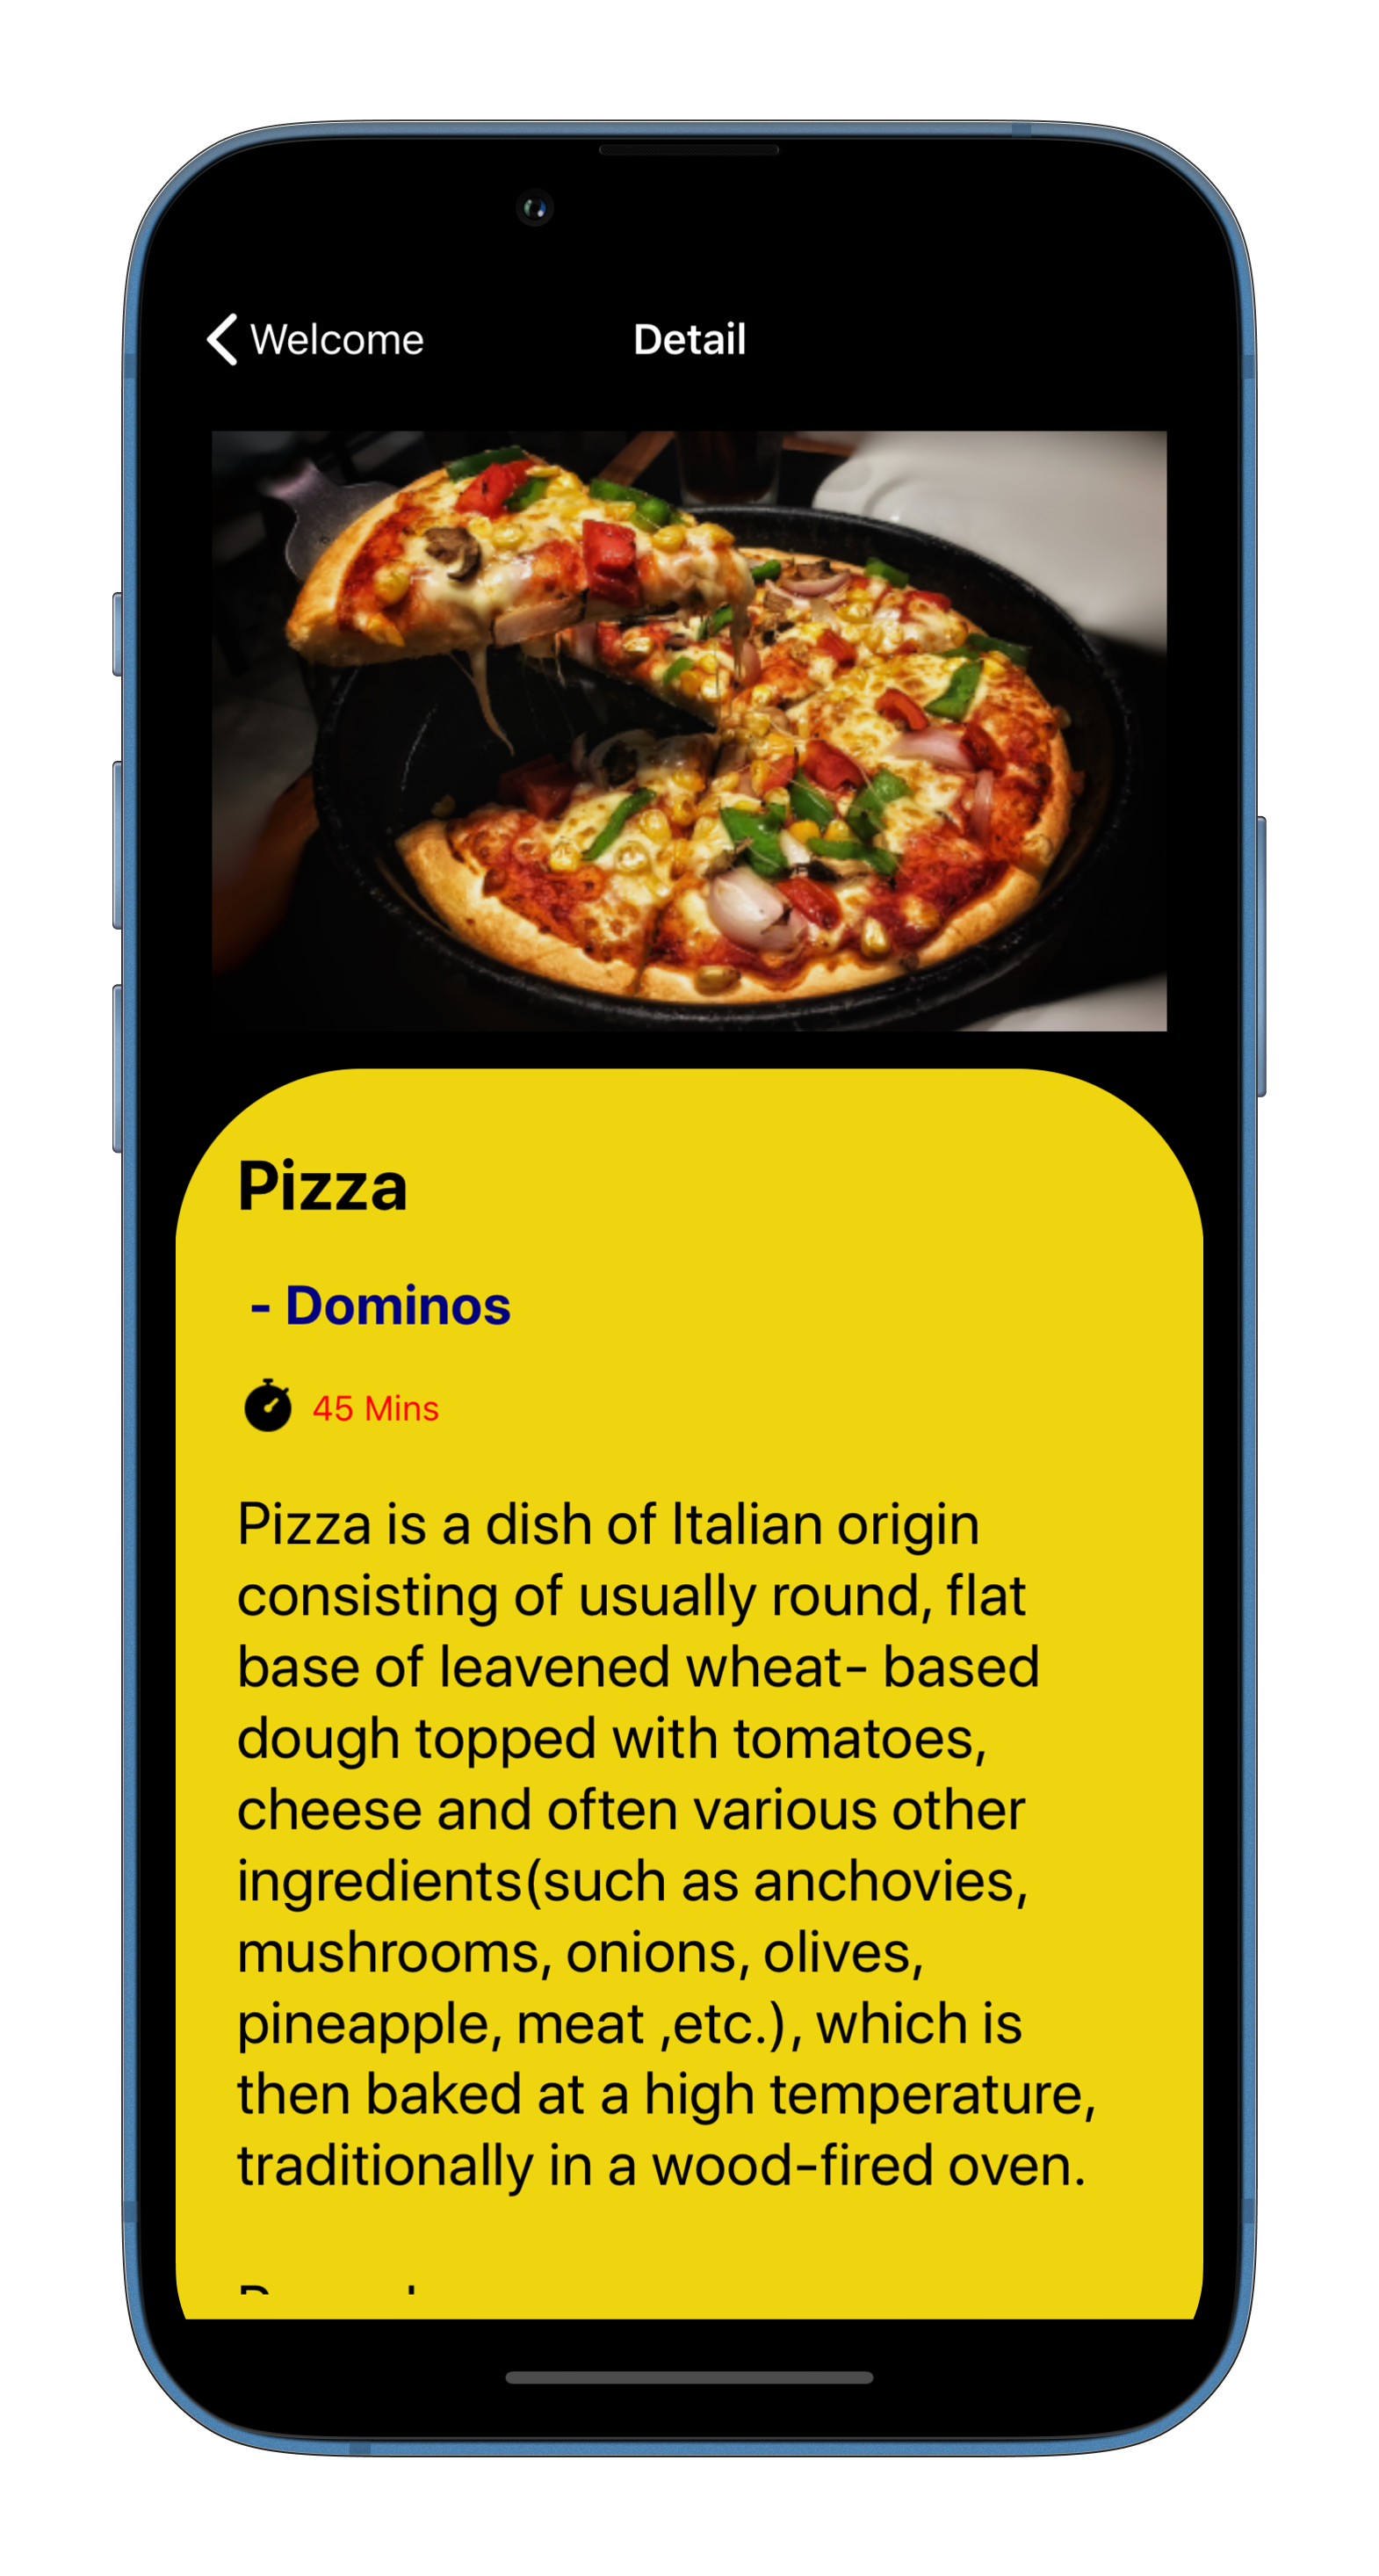 Welcome
Detail
Pizza
- Dominos
45 Mins
Pizza is a dish of Italian origin
consisting of usually round, flat
base of leavened wheat- based
dough topped with tomatoes,
cheese and often various other
ingredients(such as anchovies,
mushrooms, onions, olives,
pineapple, meat ,etc.), which is
then baked at a high temperature,
traditionally in a wood-fired oven.